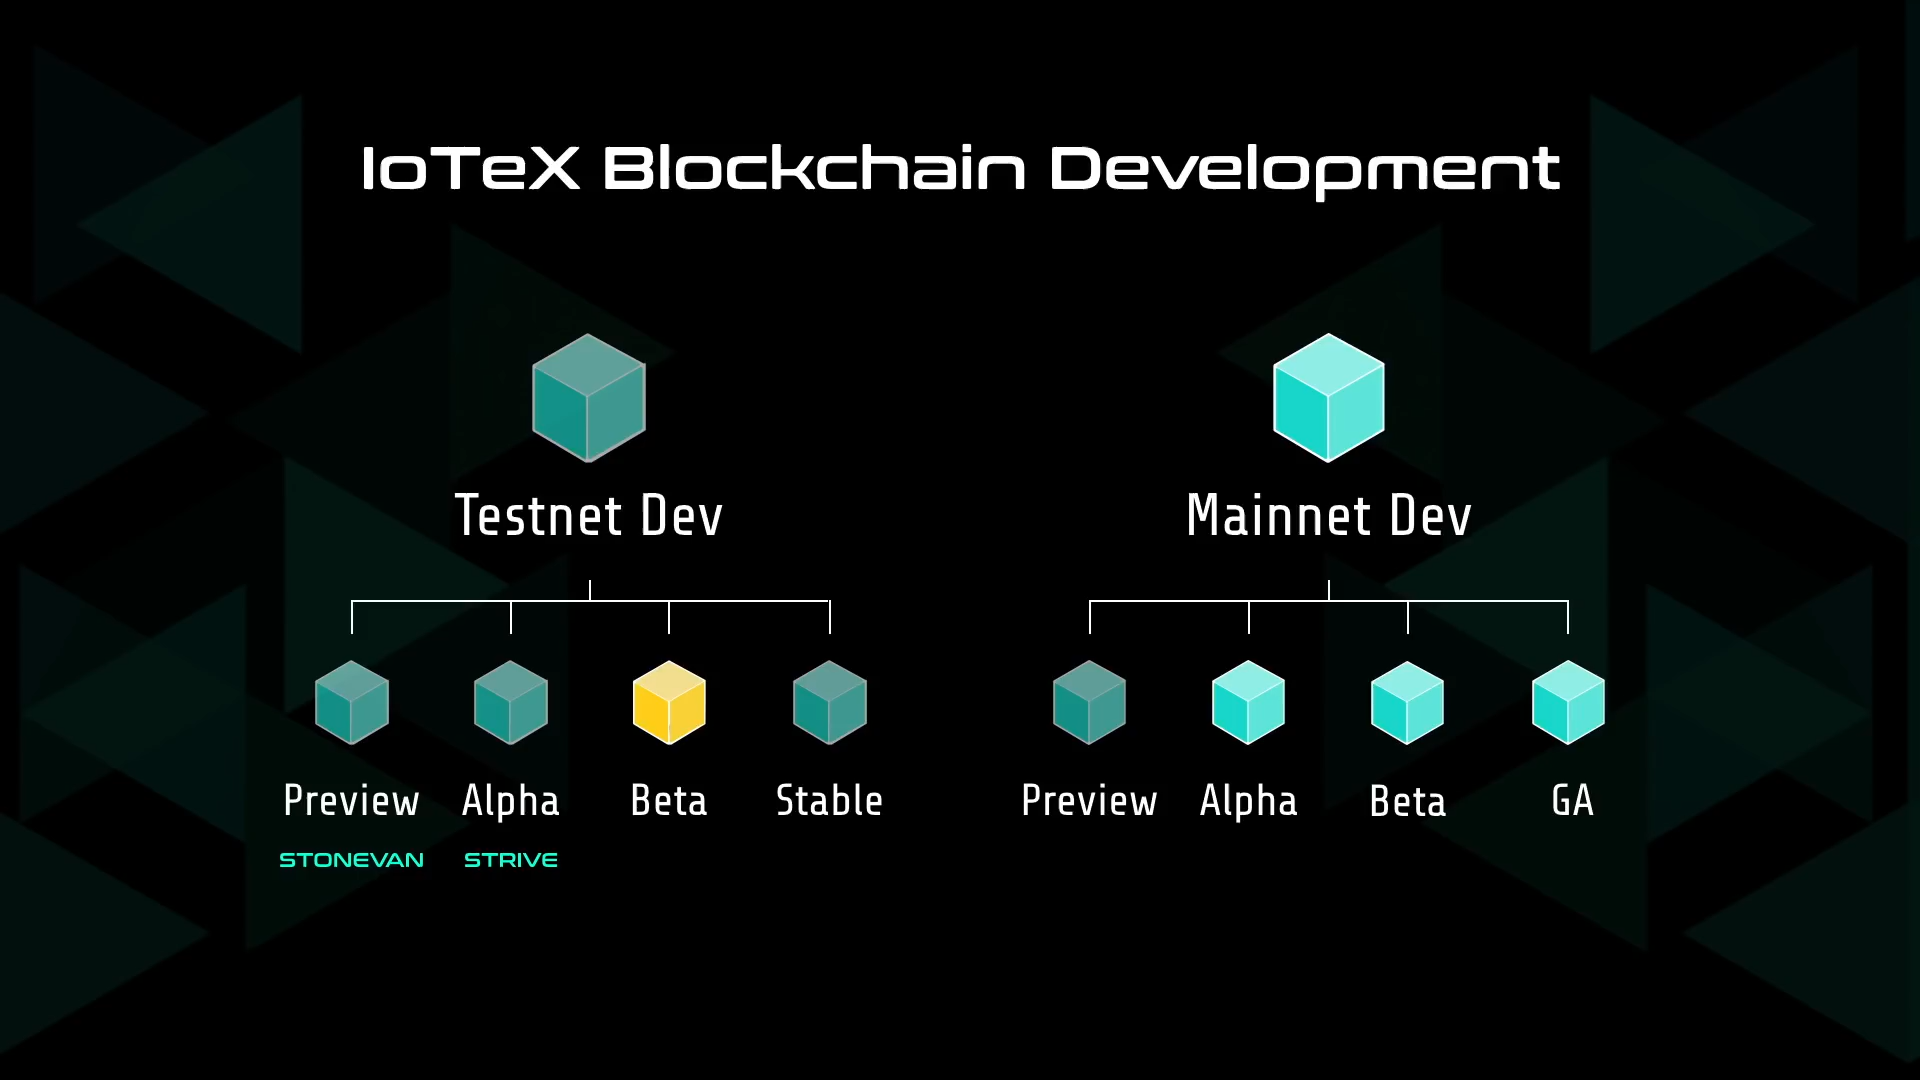 IoTeX Blockchain Development
Testnet Dev
Mainnet Dev
Preview Alpha Beta Stable
Preview Alpha Beta GA
STONEVAN STRIVE